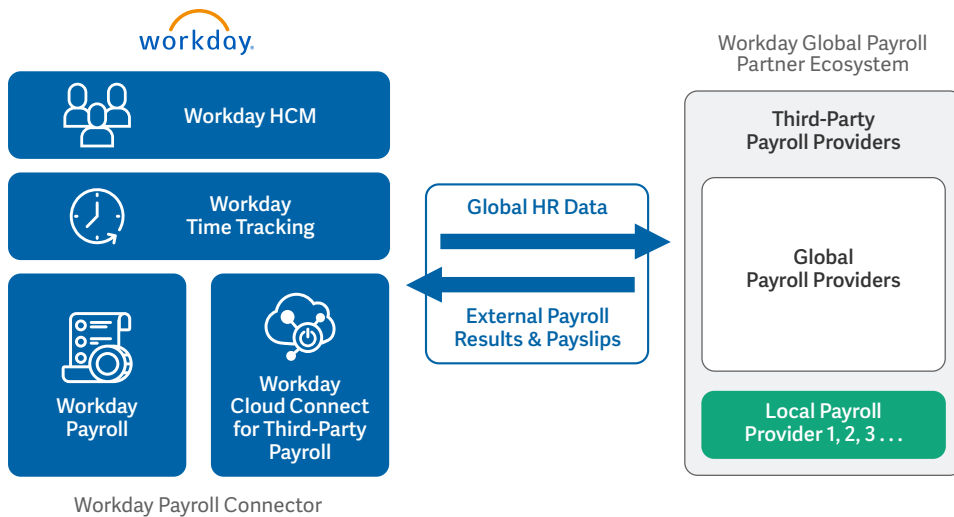 workday.
Workday HCM
Workday
Time Tracking
Workday
Payroll
Workday
Cloud Connect
for Third-Party
Payroll
Workday Payroll Connector
Global HR Data
External Payroll
Results & Payslips
Workday Global Payroll
Partner Ecosystem
Third-Party
Payroll Providers
Global
Payroll Providers
Local Payroll
Provider 1, 2, 3 . . .